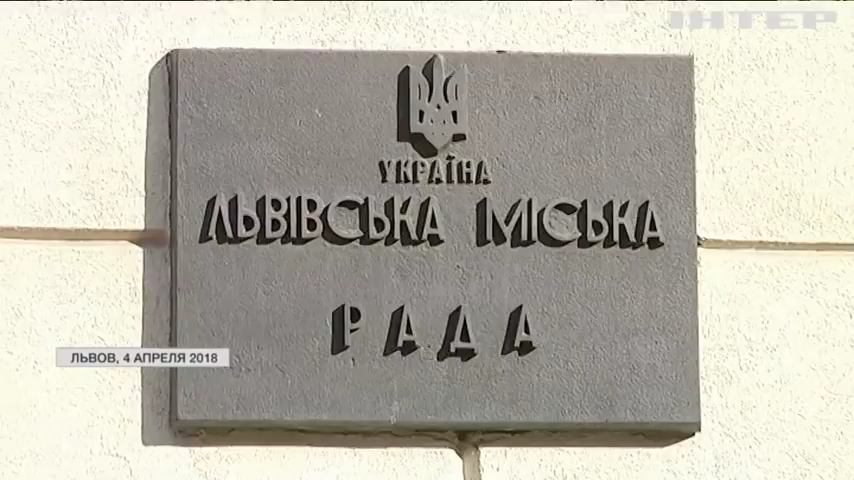 ІНТЕР
УКРАЇНА
ЛЬВІВСЬКА МІСЬКА
РАДА
ЛЬВОВ, 4 АПРЕЛЯ 2018